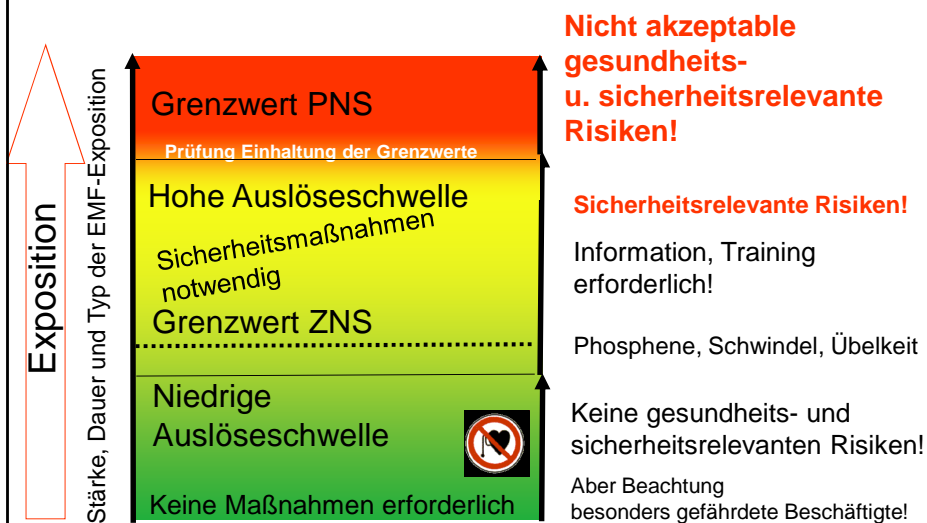 Exposition
Stärke, Dauer und Typ der EMF-Exposition
Grenzwert PNS
Prüfung Einhaltung der Grenzwerte
Hohe Auslöseschwelle
Sicherheitsmaßnahmen
notwendig
Grenzwert ZNS
Niedrige
Auslöseschwelle
Keine Maßnahmen erforderlich
Nicht akzeptable
gesundheits-
u. sicherheitsrelevante
Risiken!
Sicherheitsrelevante Risiken!
Information, Training
erforderlich!
Phosphene, Schwindel, Übelkeit
Keine gesundheits- und
sicherheitsrelevanten Risiken!
Aber Beachtung
besonders gefährdete Beschäftigte!